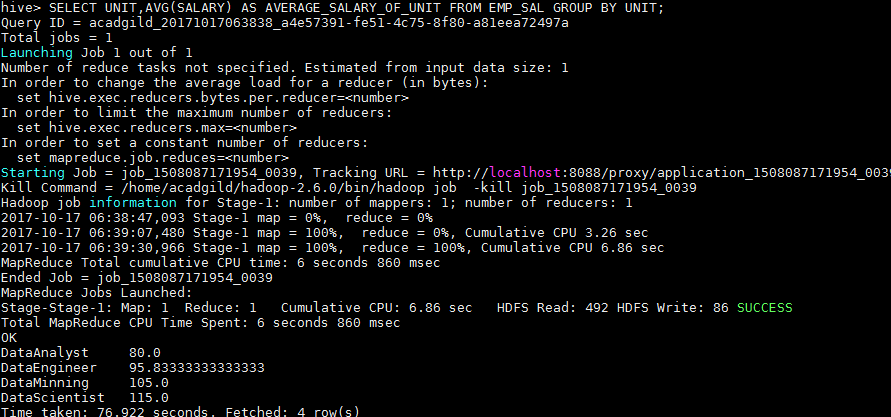 hive> SELECT UNIT,AVG(SALARY) AS AVERAGE_SALARY_OF_UNIT FROM EMP_SAL GROUP BY UNIT;
Query ID = acadgild_20171017063838_a4e57391-fe51-4c75-8f80-a81eea72497a
Total jobs = 1
Launching Job 1 out of 1
Number of reduce tasks not specified. Estimated from input data size: 1
In order to change the average load for a reducer (in bytes):
  set hive.exec.reducers.bytes.per.reducer=<number>
In order to limit the maximum number of reducers:
  set hive.exec.reducers.max=<number>
In order to set a constant number of reducers:
  set mapreduce.job.reduces=<number>
Starting Job = job_1508087171954_0039, Tracking URL = http://localhost:8088/proxy/application_1508087171954_0039
Kill Command = /home/acadgild/hadoop-2.6.0/bin/hadoop job  -kill job_1508087171954_0039
Hadoop job information for Stage-1: number of mappers: 1; number of reducers: 1
2017-10-17 06:38:47,093 Stage-1 map = 0%,  reduce = 0%
2017-10-17 06:39:07,480 Stage-1 map = 100%,  reduce = 0%, Cumulative CPU 3.26 sec
2017-10-17 06:39:30,966 Stage-1 map = 100%,  reduce = 100%, Cumulative CPU 6.86 sec
MapReduce Total cumulative CPU time: 6 seconds 860 msec
Ended Job = job_1508087171954_0039
MapReduce Jobs Launched:
Stage-Stage-1: Map: 1  Reduce: 1   Cumulative CPU: 6.86 sec   HDFS Read: 492 HDFS Write: 86 SUCCESS
Total MapReduce CPU Time Spent: 6 seconds 860 msec
OK
DataAnalyst     80.0
DataEngineer    95.83333333333333
DataMinning     105.0
DataScientist   115.0
Time taken: 76.922 seconds, Fetched: 4 row(s)